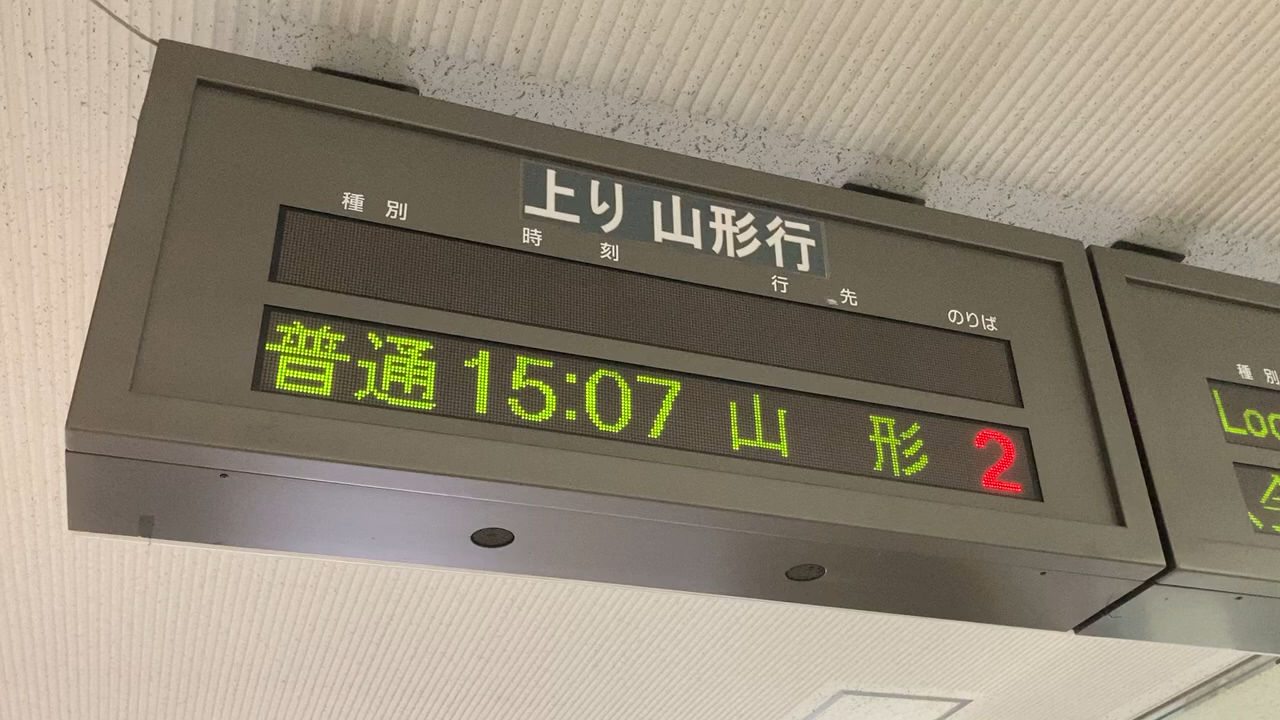 上り 山形行
種別 時刻 行先 のりば
普通 15:07 山形 2
種別
Loc